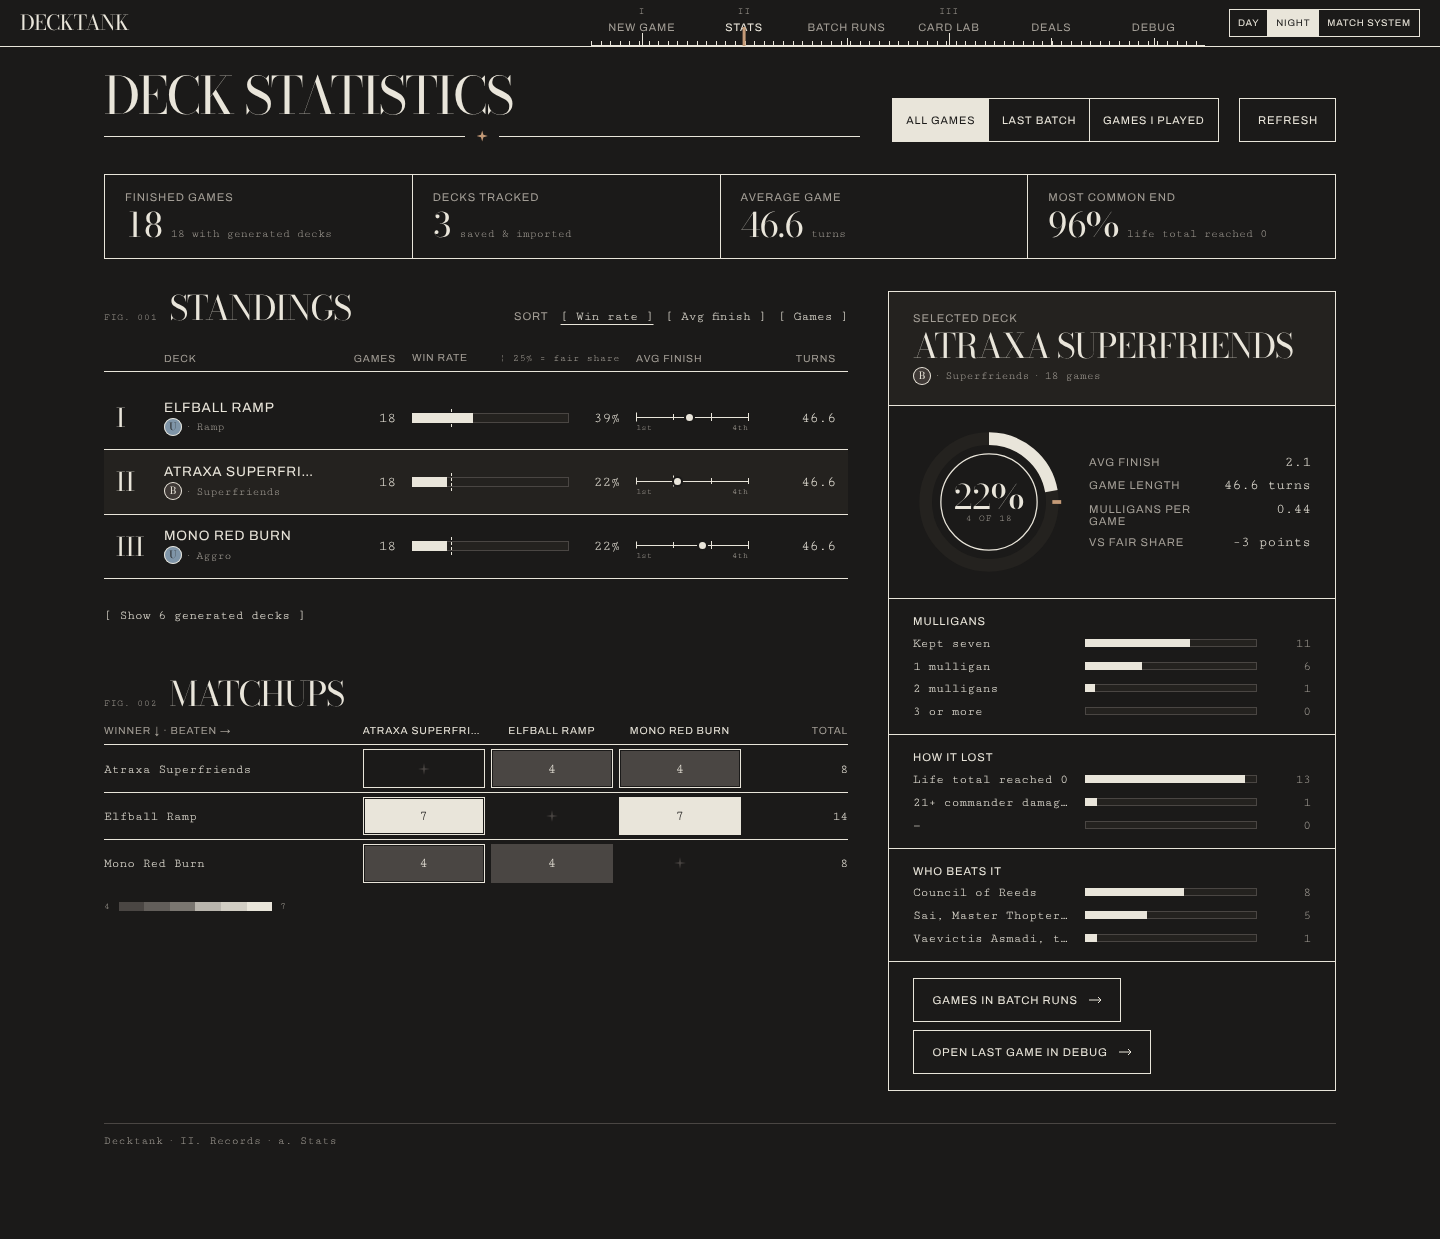 DECKTANK
I
II
III
NEW GAME
STATS
BATCH RUNS
CARD LAB
DEALS
DEBUG
DAY
NIGHT
MATCH SYSTEM
DECK STATISTICS
ALL GAMES
LAST BATCH
GAMES I PLAYED
REFRESH
FINISHED GAMES
18 18 with generated decks
DECKS TRACKED
3 saved & imported
AVERAGE GAME
46.6 turns
MOST COMMON END
96% life total reached 0
FIG. 001 STANDINGS
SORT [ Win rate ] [ Avg finish ] [ Games ]
DECK GAMES WIN RATE ¦ 25% = fair share AVG FINISH TURNS
I ELFBALL RAMP 18 39% 1st 4th 46.6
U · Ramp
II ATRAXA SUPERFRI… 18 22% 1st 4th 46.6
B · Superfriends
III MONO RED BURN 18 22% 1st 4th 46.6
U · Aggro
[ Show 6 generated decks ]
FIG. 002 MATCHUPS
WINNER ↓ · BEATEN → ATRAXA SUPERFRI… ELFBALL RAMP MONO RED BURN TOTAL
Atraxa Superfriends + 4 4 8
Elfball Ramp 7 + 7 14
Mono Red Burn 4 4 + 8
4 7
SELECTED DECK
ATRAXA SUPERFRIENDS
B · Superfriends · 18 games
22%
4 OF 18
AVG FINISH 2.1
GAME LENGTH 46.6 turns
MULLIGANS PER GAME 0.44
VS FAIR SHARE -3 points
MULLIGANS
Kept seven 11
1 mulligan 6
2 mulligans 1
3 or more 0
HOW IT LOST
Life total reached 0 13
21+ commander damag… 1
— 0
WHO BEATS IT
Council of Reeds 8
Sai, Master Thopter… 5
Vaevictis Asmadi, t… 1
GAMES IN BATCH RUNS →
OPEN LAST GAME IN DEBUG →
Decktank · II. Records · a. Stats